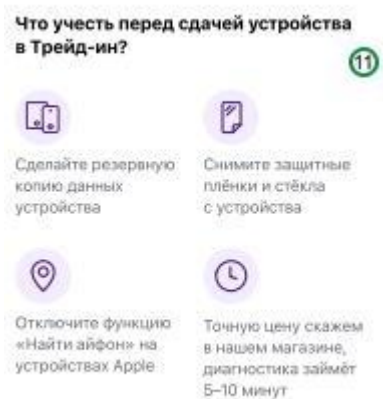 Что учесть перед сдачей устройства
в Трейд-ин?
11
Сделайте резервную
копию данных
устройства
Снимите защитные
плёнки и стёкла
с устройства
Отключите функцию
«Найти айфон» на
устройствах Apple
Точную цену скажем
в нашем магазине,
диагностика займёт
5–10 минут